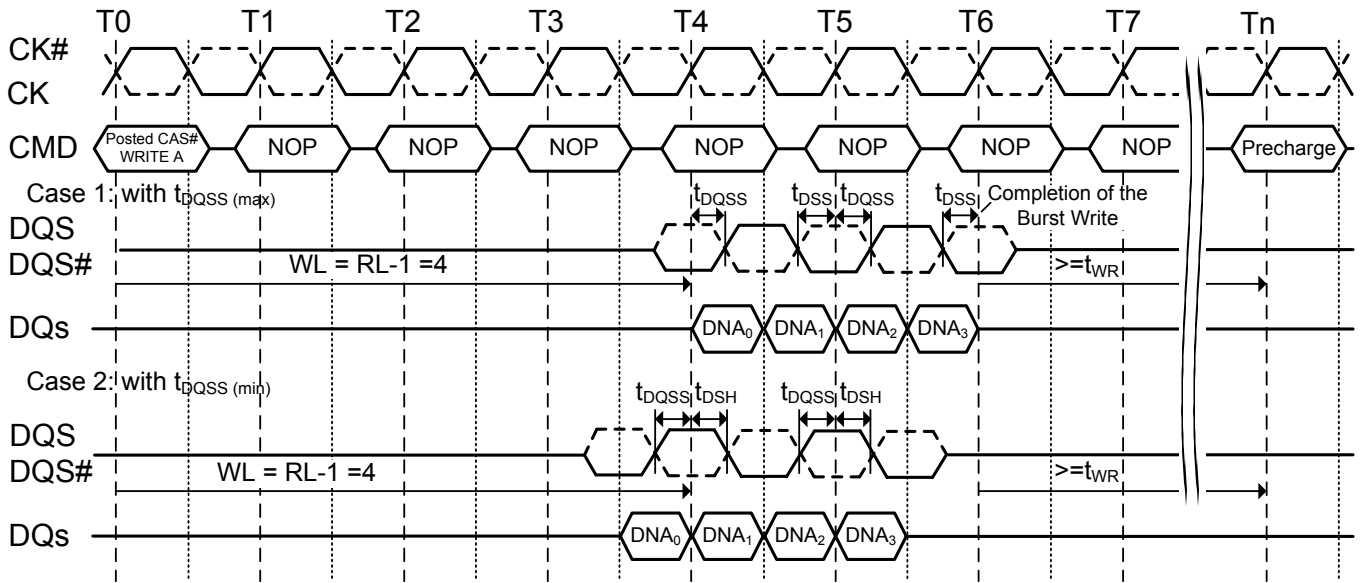 T0 T1 T2 T3 T4 T5 T6 T7 Tn
CK#
CK
CMD Posted CAS# WRITE A NOP NOP NOP NOP NOP NOP NOP Precharge
Case 1: with tDQSS (max) tDQSS tDSS tDQSS tDSS Completion of the Burst Write
DQS
DQS# WL = RL-1 =4 >=tWR
DQs DNA0 DNA1 DNA2 DNA3
Case 2: with tDQSS (min) tDQSS tDSH tDQSS tDSH
DQS
DQS# WL = RL-1 =4 >=tWR
DQs DNA0 DNA1 DNA2 DNA3